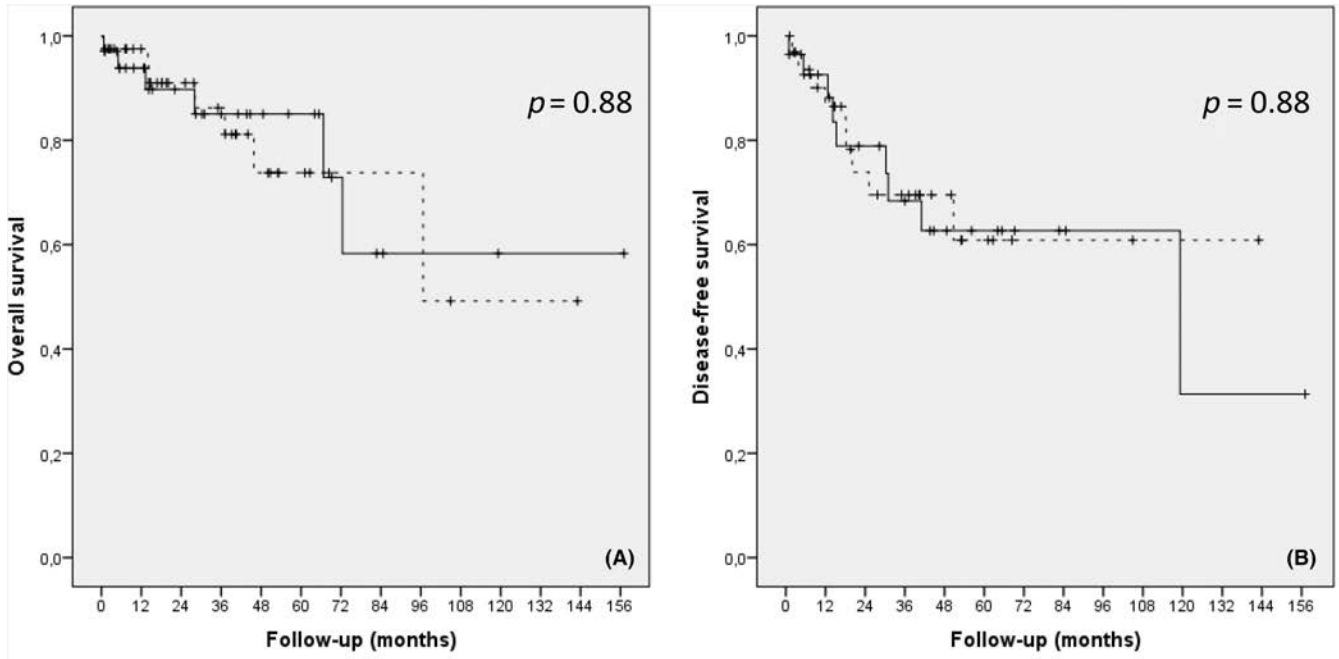 1,0
0,8
0,6
0,4
0,2
0,0
Overall survival
p = 0.88
(A)
0 12 24 36 48 60 72 84 96 108 120 132 144 156
Follow-up (months)
1,0
0,8
0,6
0,4
0,2
0,0
Disease-free survival
p = 0.88
(B)
0 12 24 36 48 60 72 84 96 108 120 132 144 156
Follow-up (months)